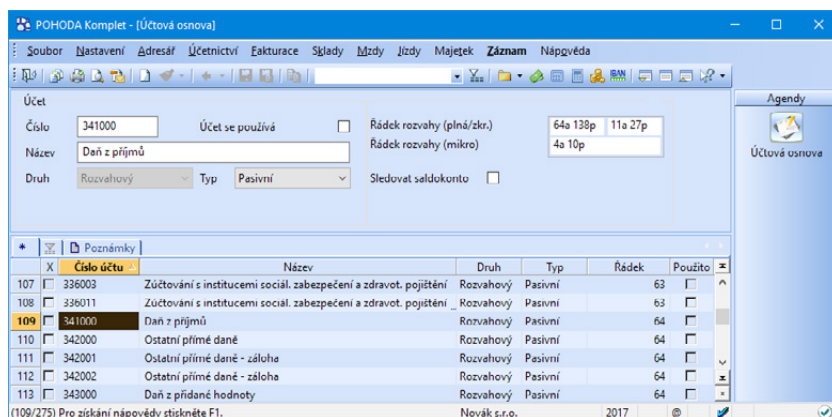 POHODA Komplet - [Účtová osnova]
Soubor Nastavení Adresář Účetnictví Fakturace Sklady Mzdy Jízdy Majetek Záznam Nápověda
IBAN
Účet
Agendy
Číslo 341000 Účet se používá Řádek rozvahy (plná/zkr.) 64a 138p 11a 27p
Název Daň z příjmů Řádek rozvahy (mikro) 4a 10p
Účtová osnova
Druh Rozvahový Typ Pasivní Sledovat saldokonto
* Poznámky
X Číslo účtu Název Druh Typ Řádek Použito
107 336003 Zúčtování s institucemi sociál. zabezpečení a zdravot. pojištění Rozvahový Pasivní 63
108 336011 Zúčtování s institucemi sociál. zabezpečení a zdravot. pojištění _ Rozvahový Pasivní 63
109 341000 Daň z příjmů Rozvahový Pasivní 64
110 342000 Ostatní přímé daně Rozvahový Pasivní 64
111 342001 Ostatní přímé daně - záloha Rozvahový Pasivní 64
112 342002 Ostatní přímé daně - záloha Rozvahový Pasivní 64
113 343000 Daň z přidané hodnoty Rozvahový Pasivní 64
(109/275) Pro získání nápovědy stiskněte F1. Novák s.r.o. 2017 @